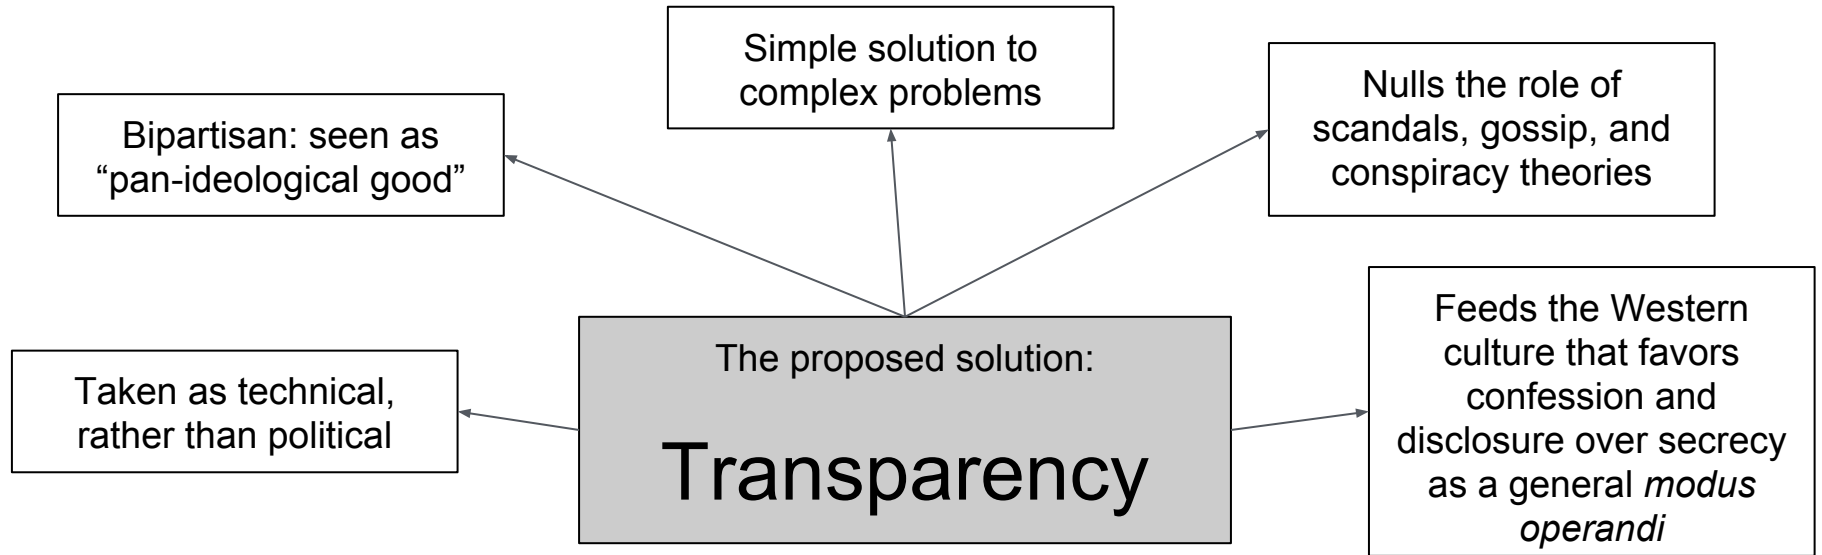 Simple solution to
complex problems
Nulls the role of
scandals, gossip, and
conspiracy theories
Bipartisan: seen as
“pan-ideological good”
Feeds the Western
culture that favors
confession and
disclosure over secrecy
as a general modus
operandi
The proposed solution:
Transparency
Taken as technical,
rather than political